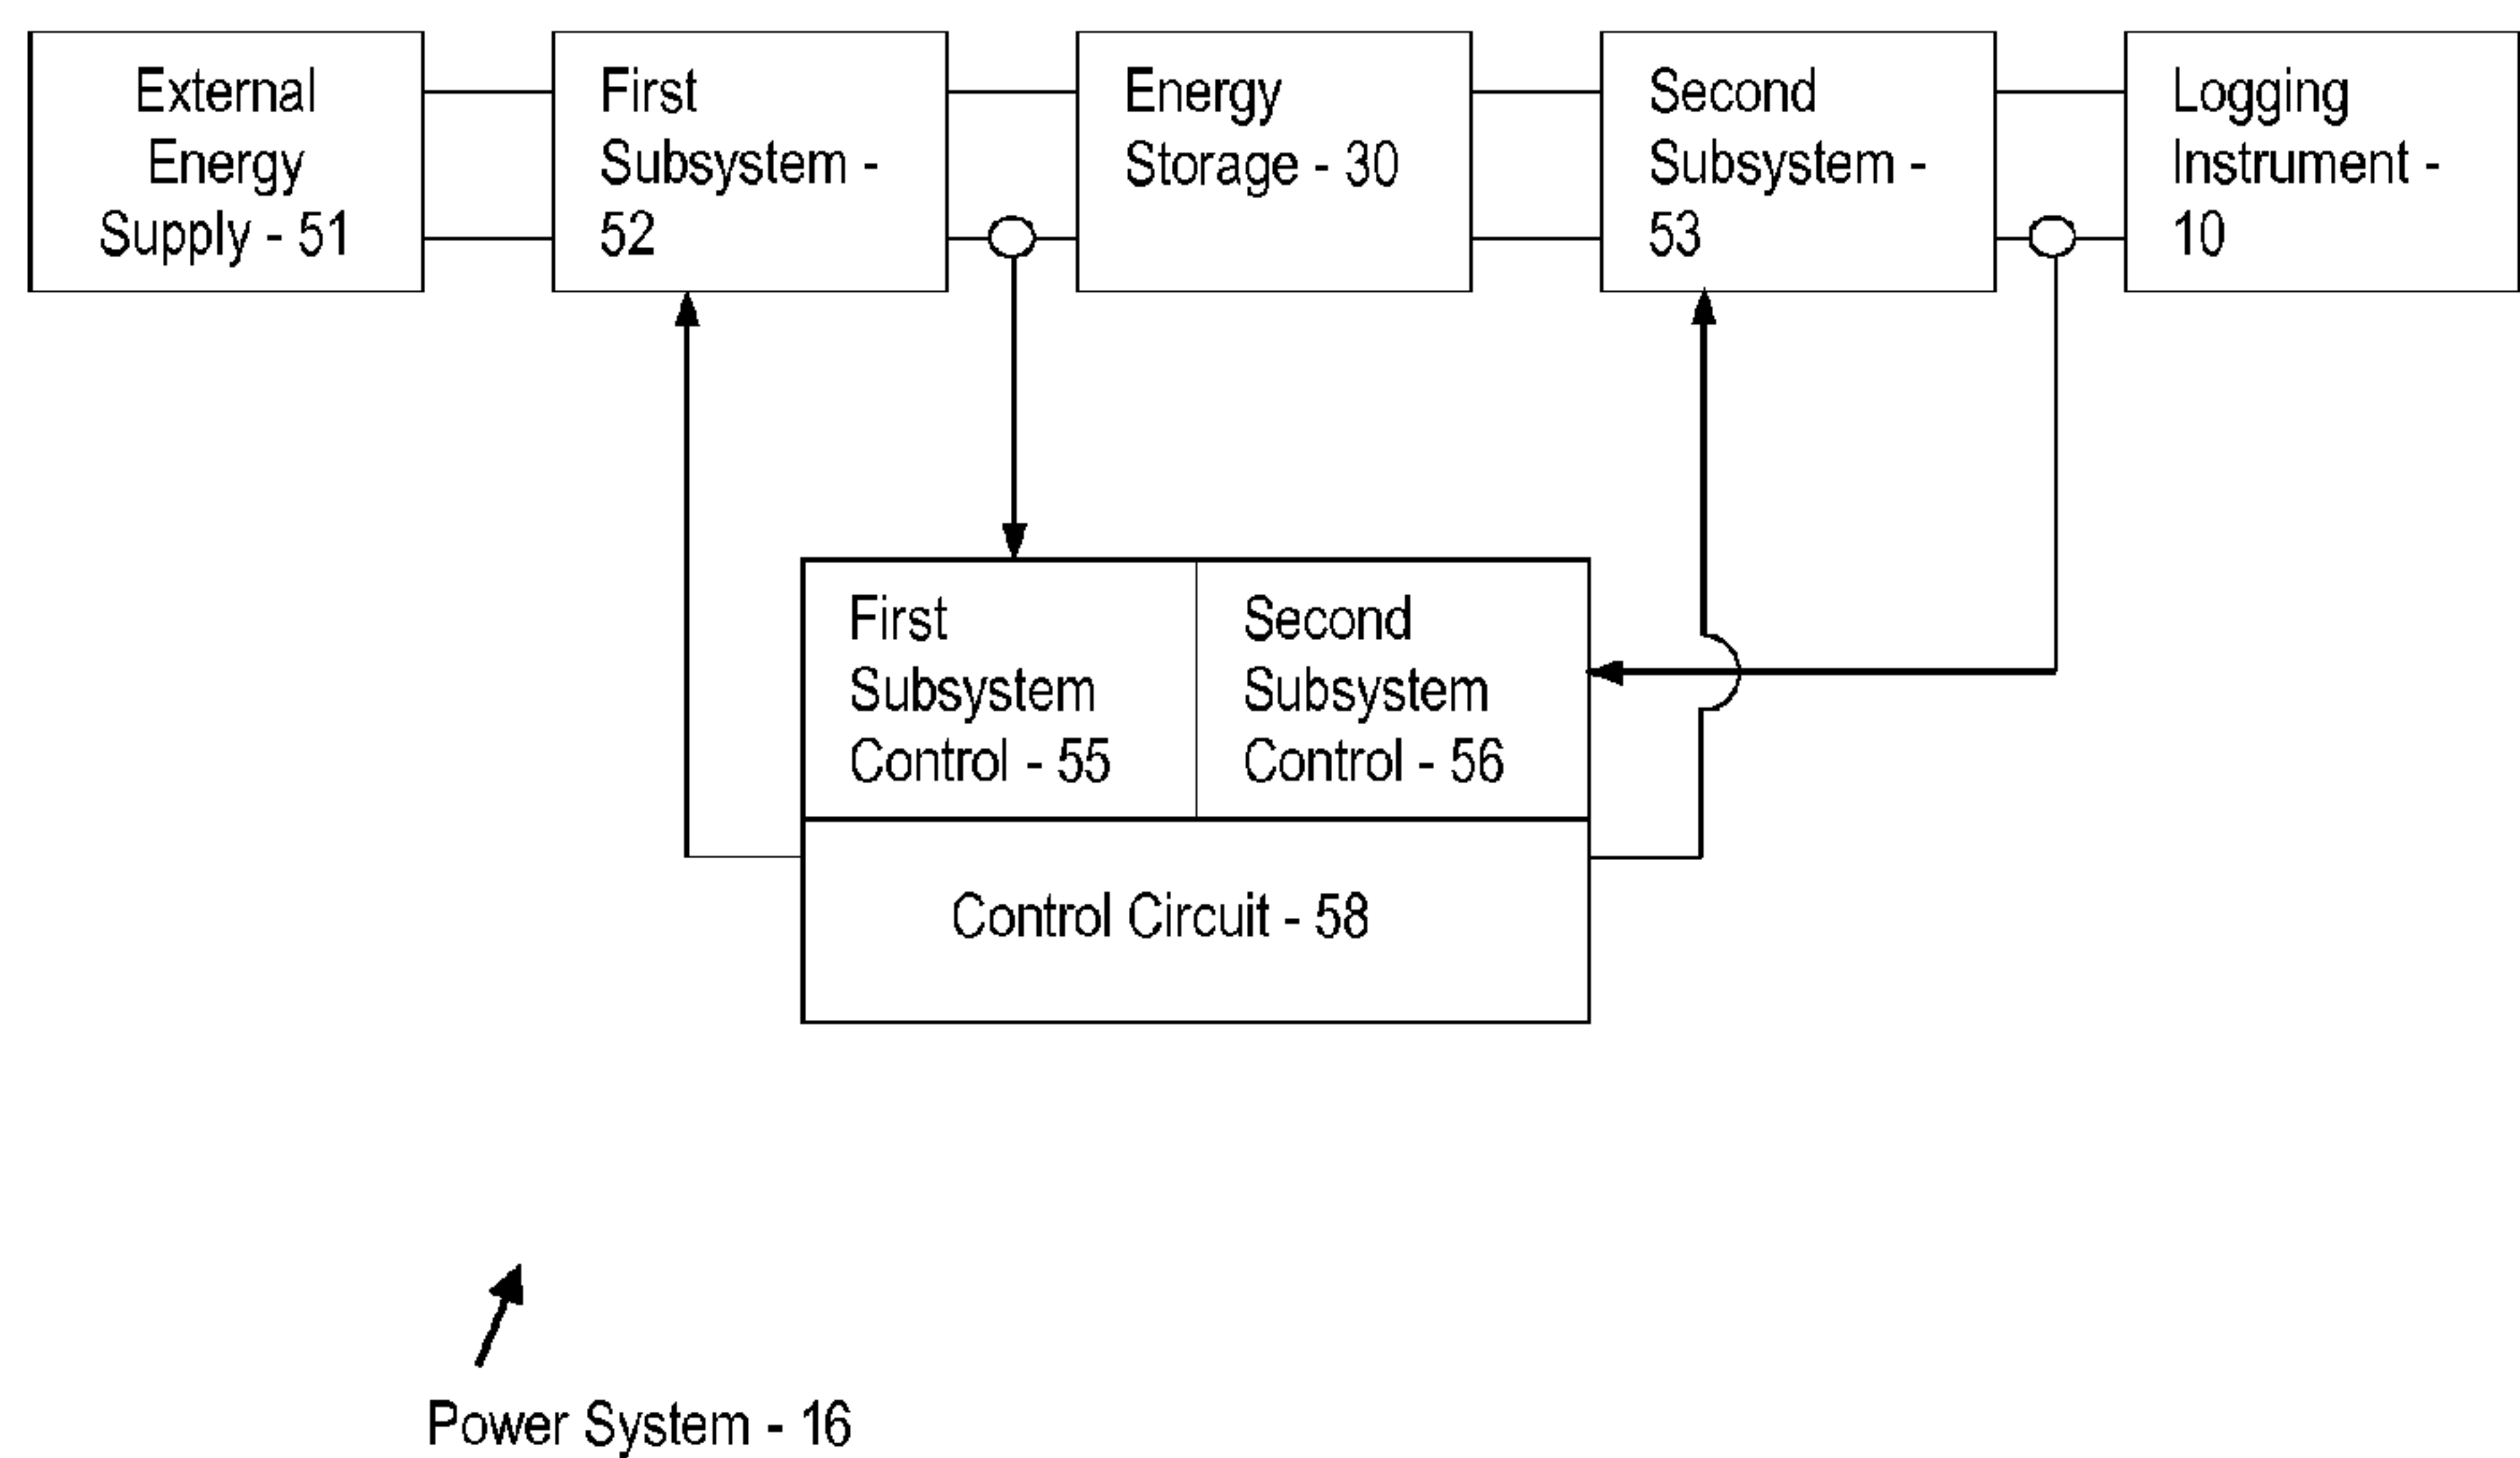 External
Energy
Supply - 51
First
Subsystem -
52
Energy
Storage - 30
Second
Subsystem -
53
Logging
Instrument -
10
First
Subsystem
Control - 55
Second
Subsystem
Control - 56
Control Circuit - 58
Power System - 16